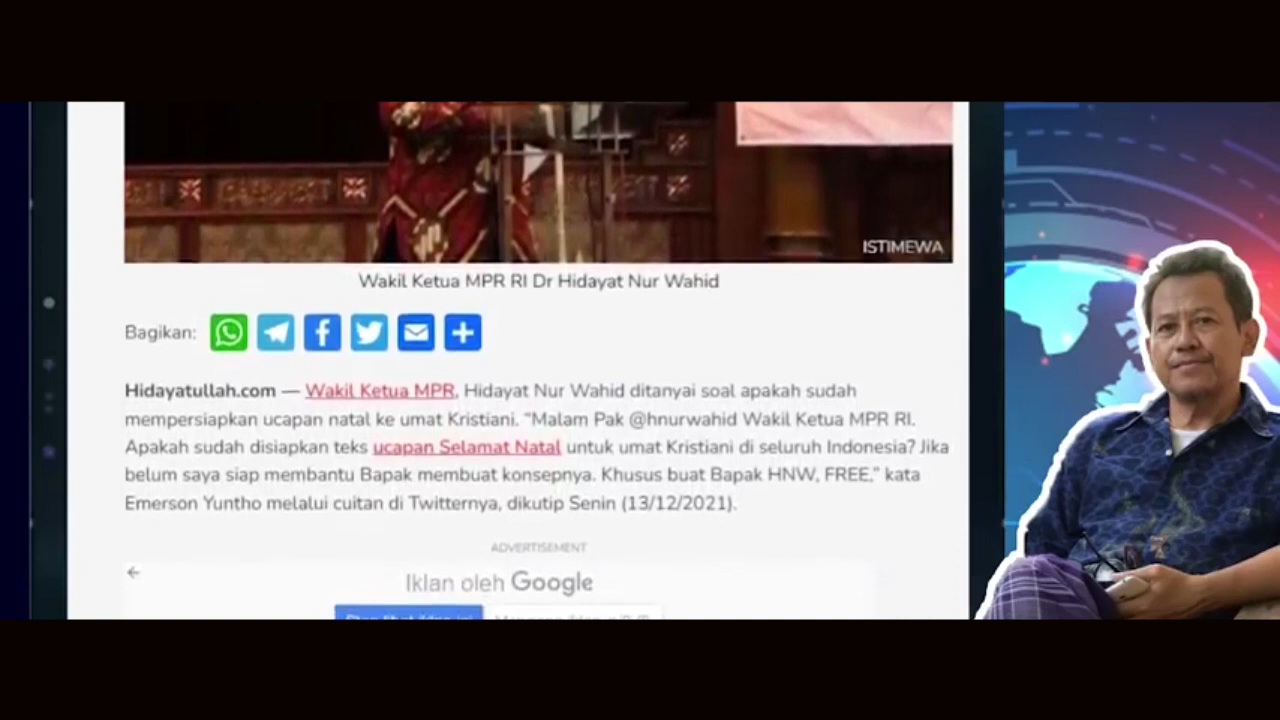 ISTIMEWA
Wakil Ketua MPR RI Dr Hidayat Nur Wahid
Bagikan:
Hidayatullah.com — Wakil Ketua MPR, Hidayat Nur Wahid ditanyai soal apakah sudah
mempersiapkan ucapan natal ke umat Kristiani. “Malam Pak @hnurwahid Wakil Ketua MPR RI.
Apakah sudah disiapkan teks ucapan Selamat Natal untuk umat Kristiani di seluruh Indonesia? Jika
belum saya siap membantu Bapak membuat konsepnya. Khusus buat Bapak HNW, FREE,” kata
Emerson Yuntho melalui cuitan di Twitternya, dikutip Senin (13/12/2021).
ADVERTISEMENT
Iklan oleh Google